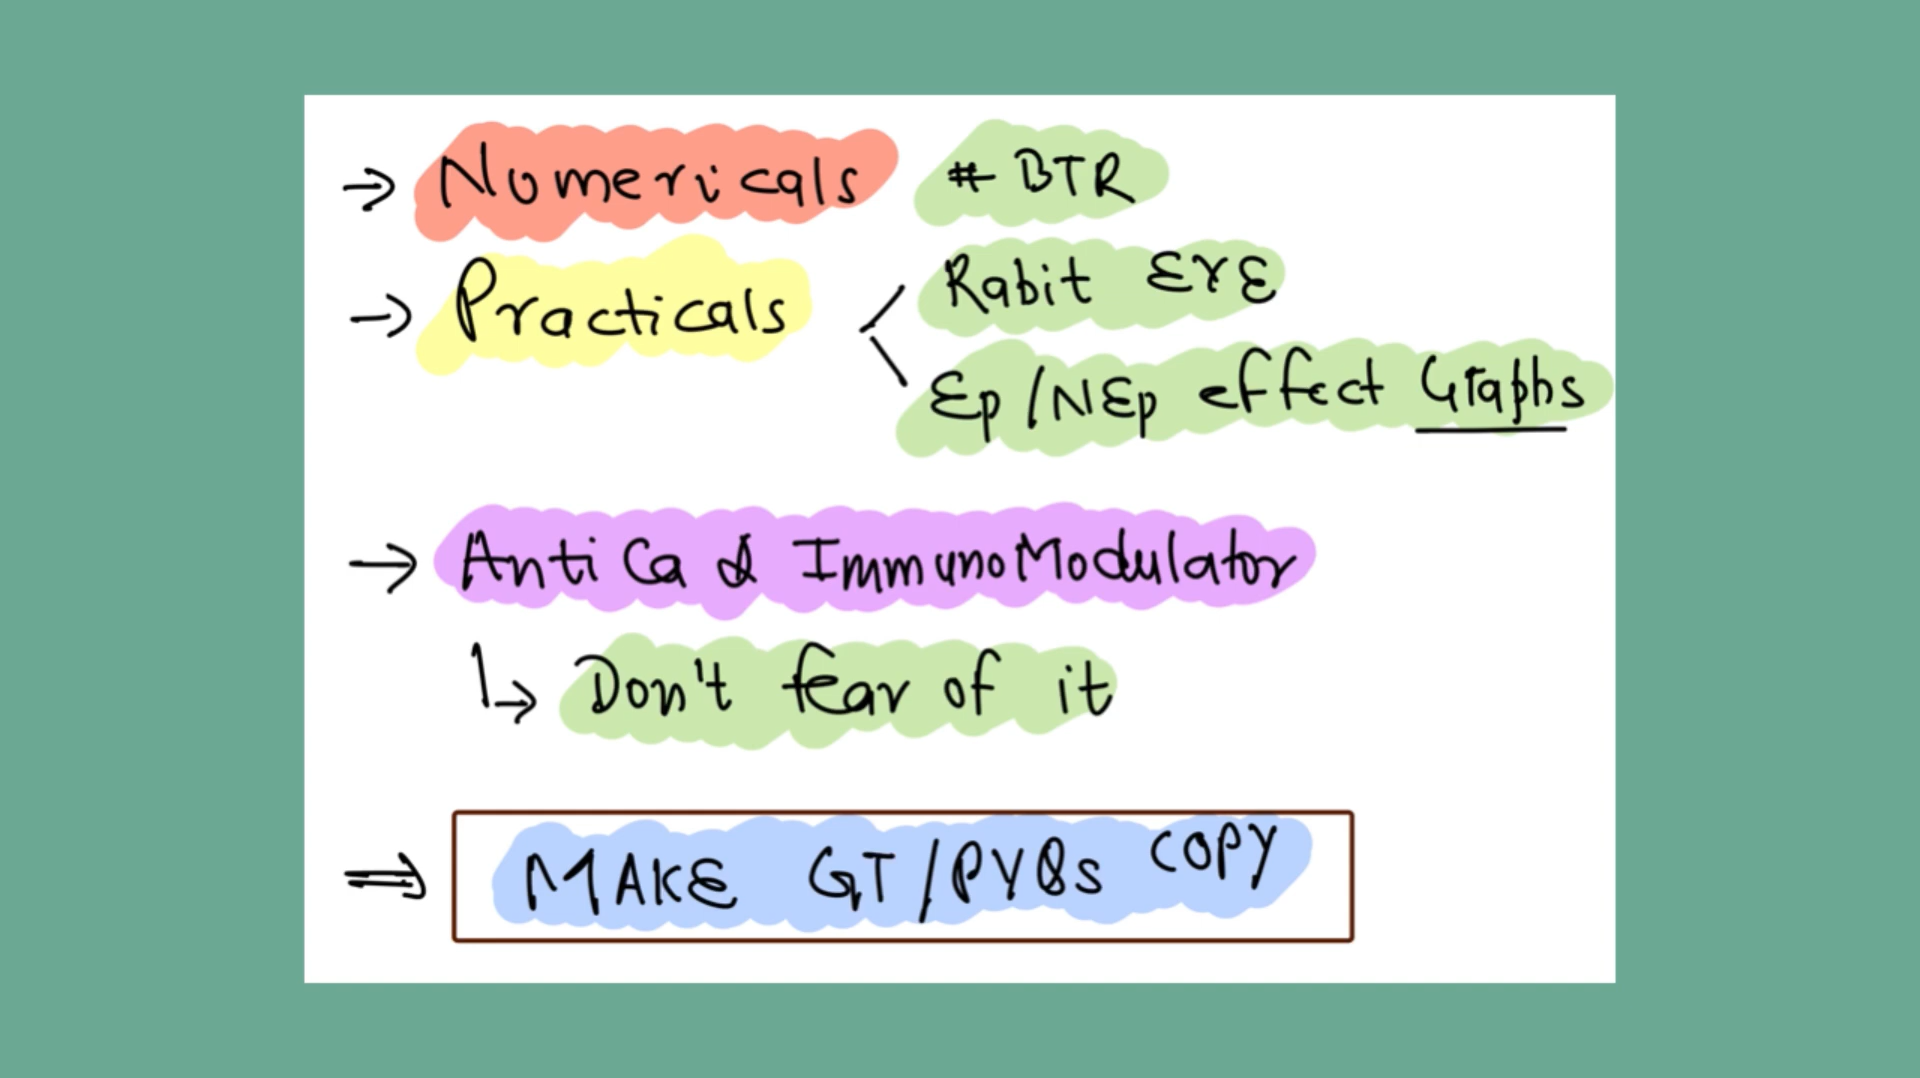 → Numericals # BTR
→ Practicals < Rabit EYE
Ep/NEp effect Graphs
→ Anti Ca & ImmunoModulator
↳ Don't fear of it
⇒ MAKE GT/PYQs COPY